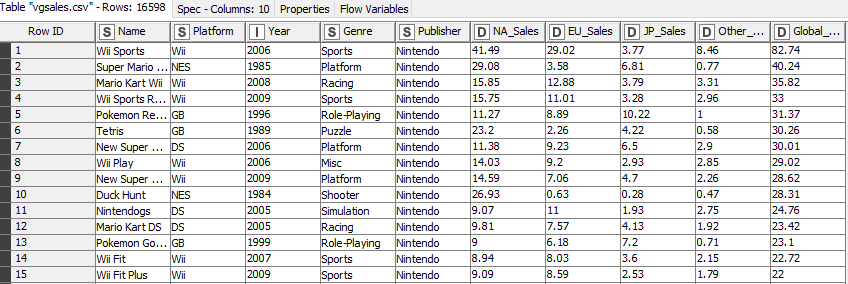 Table "vgsales.csv" - Rows: 16598 Spec - Columns: 10 Properties Flow Variables
Row ID S Name S Platform I Year S Genre S Publisher D NA_Sales D EU_Sales D JP_Sales D Other_... D Global_...
1 Wii Sports Wii 2006 Sports Nintendo 41.49 29.02 3.77 8.46 82.74
2 Super Mario ... NES 1985 Platform Nintendo 29.08 3.58 6.81 0.77 40.24
3 Mario Kart Wii Wii 2008 Racing Nintendo 15.85 12.88 3.79 3.31 35.82
4 Wii Sports R... Wii 2009 Sports Nintendo 15.75 11.01 3.28 2.96 33
5 Pokemon Re... GB 1996 Role-Playing Nintendo 11.27 8.89 10.22 1 31.37
6 Tetris GB 1989 Puzzle Nintendo 23.2 2.26 4.22 0.58 30.26
7 New Super ... DS 2006 Platform Nintendo 11.38 9.23 6.5 2.9 30.01
8 Wii Play Wii 2006 Misc Nintendo 14.03 9.2 2.93 2.85 29.02
9 New Super ... Wii 2009 Platform Nintendo 14.59 7.06 4.7 2.26 28.62
10 Duck Hunt NES 1984 Shooter Nintendo 26.93 0.63 0.28 0.47 28.31
11 Nintendogs DS 2005 Simulation Nintendo 9.07 11 1.93 2.75 24.76
12 Mario Kart DS DS 2005 Racing Nintendo 9.81 7.57 4.13 1.92 23.42
13 Pokemon Go... GB 1999 Role-Playing Nintendo 9 6.18 7.2 0.71 23.1
14 Wii Fit Wii 2007 Sports Nintendo 8.94 8.03 3.6 2.15 22.72
15 Wii Fit Plus Wii 2009 Sports Nintendo 9.09 8.59 2.53 1.79 22